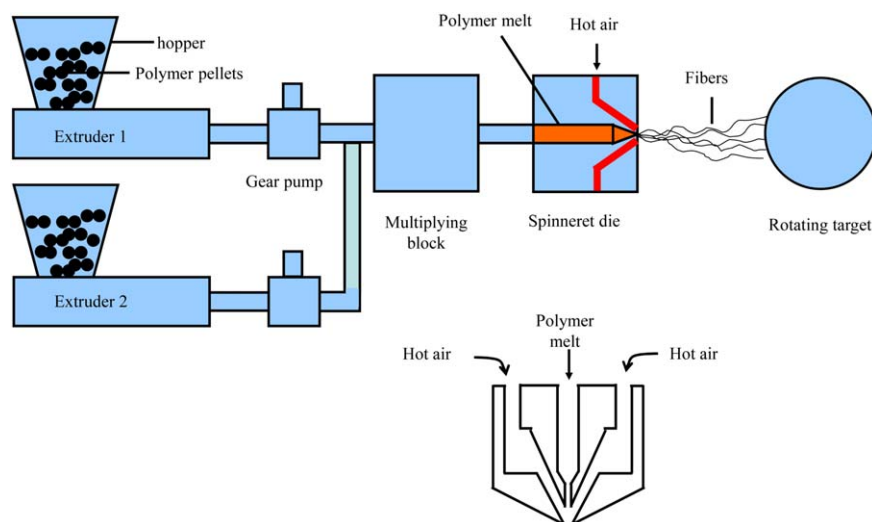 Polymer melt
Hot air
hopper
Polymer pellets
Fibers
Extruder 1
Gear pump
Multiplying
block
Spinneret die
Rotating target
Extruder 2
Polymer
melt
Hot air
Hot air